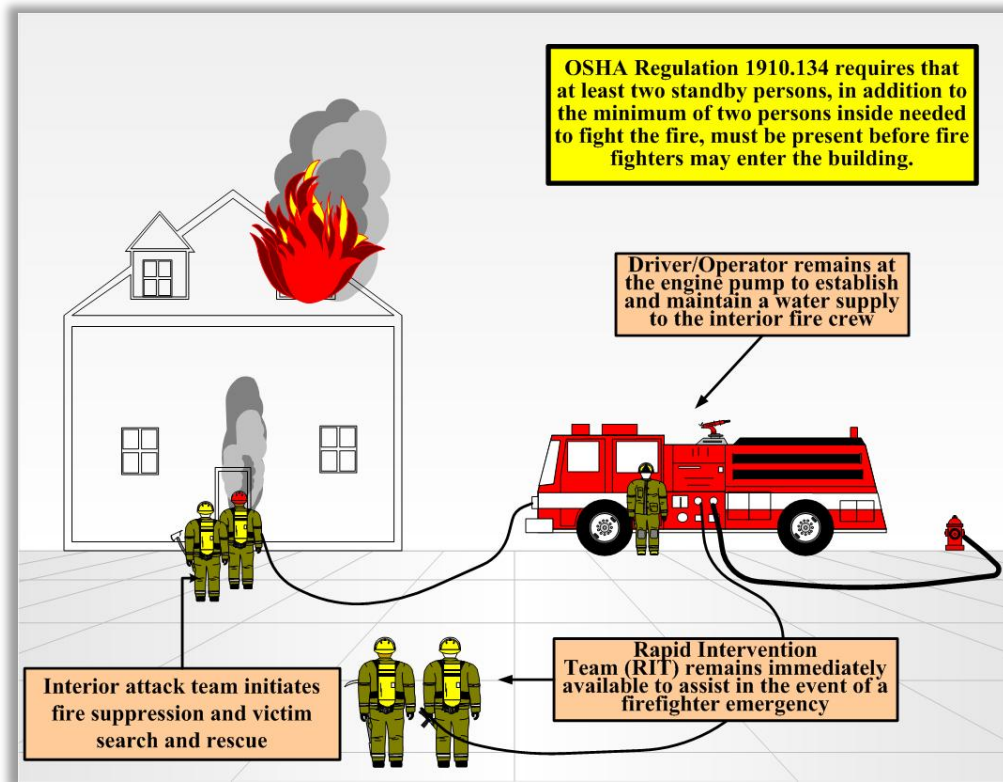 OSHA Regulation 1910.134 requires that
at least two standby persons, in addition to
the minimum of two persons inside needed
to fight the fire, must be present before fire
fighters may enter the building.
Driver/Operator remains at
the engine pump to establish
and maintain a water supply
to the interior fire crew
Interior attack team initiates
fire suppression and victim
search and rescue
Rapid Intervention
Team (RIT) remains immediately
available to assist in the event of a
firefighter emergency